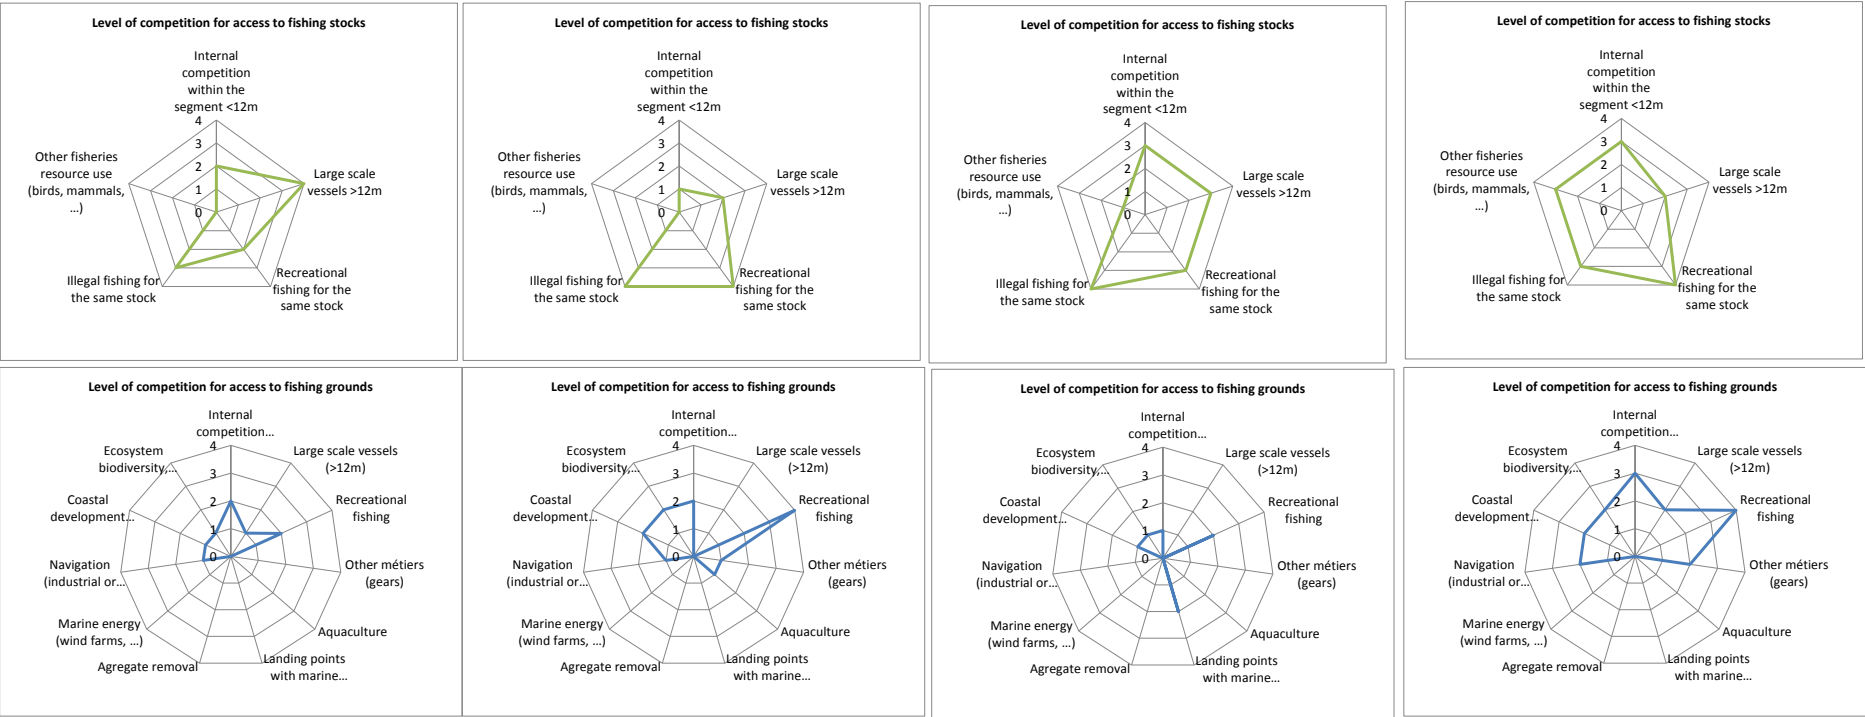 Level of competition for access to fishing stocks
Internal
competition
within the
segment <12m
4
3
2
1
0
Large scale
vessels >12m
Recreational
fishing for the
same stock
Illegal fishing for
the same stock
Other fisheries
resource use
(birds, mammals,
...)
Level of competition for access to fishing stocks
Internal
competition
within the
segment <12m
4
3
2
1
0
Large scale
vessels >12m
Recreational
fishing for the
same stock
Illegal fishing for
the same stock
Other fisheries
resource use
(birds, mammals,
...)
Level of competition for access to fishing stocks
Internal
competition
within the
segment <12m
4
3
2
1
0
Large scale
vessels >12m
Recreational
fishing for the
same stock
Illegal fishing for
the same stock
Other fisheries
resource use
(birds, mammals,
...)
Level of competition for access to fishing stocks
Internal
competition
within the
segment <12m
4
3
2
1
0
Large scale
vessels >12m
Recreational
fishing for the
same stock
Illegal fishing for
the same stock
Other fisheries
resource use
(birds, mammals,
...)
Level of competition for access to fishing grounds
Internal
competition...
4
3
2
1
0
Large scale vessels
(>12m)
Recreational
fishing
Other métiers
(gears)
Aquaculture
Landing points
with marine...
Agregate removal
Marine energy
(wind farms, ...)
Navigation
(industrial or...
Coastal
development...
Ecosystem
biodiversity,...
Level of competition for access to fishing grounds
Internal
competition...
4
3
2
1
0
Large scale vessels
(>12m)
Recreational
fishing
Other métiers
(gears)
Aquaculture
Landing points
with marine...
Agregate removal
Marine energy
(wind farms, ...)
Navigation
(industrial or...
Coastal
development...
Ecosystem
biodiversity,...
Level of competition for access to fishing grounds
Internal
competition...
4
3
2
1
0
Large scale vessels
(>12m)
Recreational
fishing
Other métiers
(gears)
Aquaculture
Landing points
with marine...
Agregate removal
Marine energy
(wind farms, ...)
Navigation
(industrial or...
Coastal
development...
Ecosystem
biodiversity,...
Level of competition for access to fishing grounds
Internal
competition...
4
3
2
1
0
Large scale vessels
(>12m)
Recreational
fishing
Other métiers
(gears)
Aquaculture
Landing points
with marine...
Agregate removal
Marine energy
(wind farms, ...)
Navigation
(industrial or...
Coastal
development...
Ecosystem
biodiversity,...